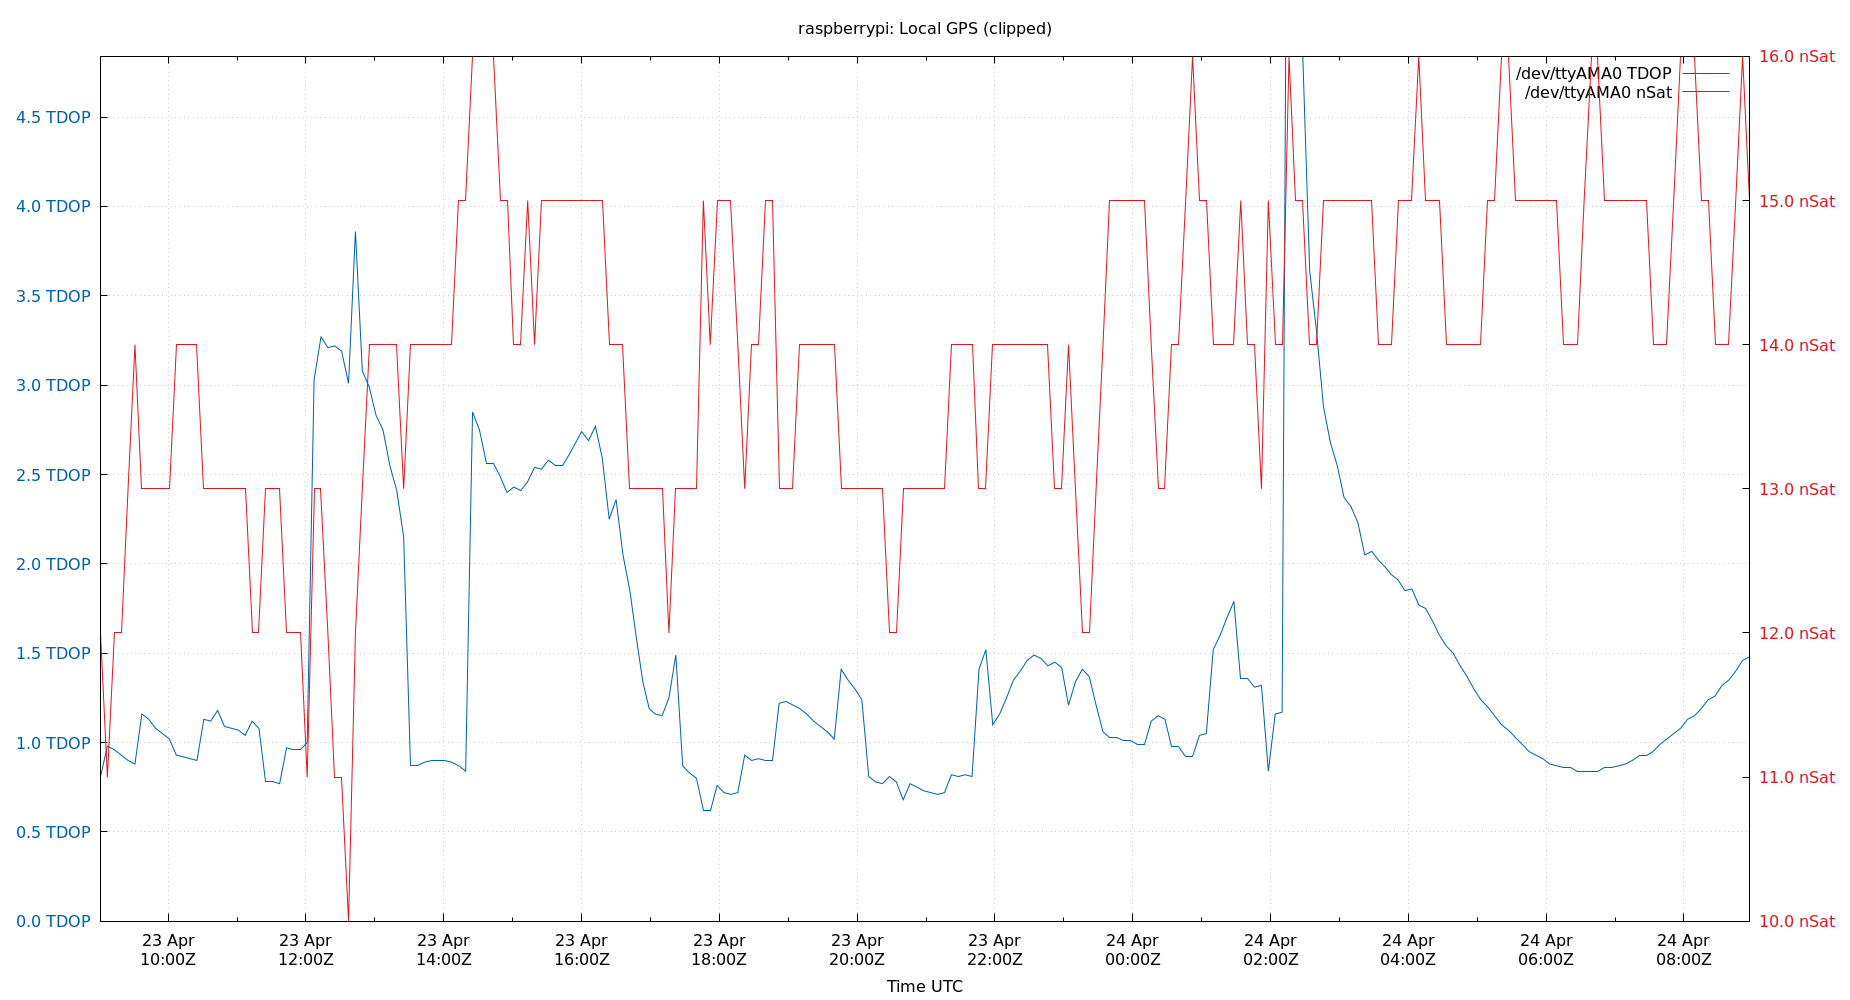 raspberrypi: Local GPS (clipped)
/dev/ttyAMA0 TDOP
/dev/ttyAMA0 nSat
4.5 TDOP
4.0 TDOP
3.5 TDOP
3.0 TDOP
2.5 TDOP
2.0 TDOP
1.5 TDOP
1.0 TDOP
0.5 TDOP
0.0 TDOP
16.0 nSat
15.0 nSat
14.0 nSat
13.0 nSat
12.0 nSat
11.0 nSat
10.0 nSat
23 Apr 23 Apr 23 Apr 23 Apr 23 Apr 23 Apr 23 Apr 24 Apr 24 Apr 24 Apr 24 Apr 24 Apr
10:00Z 12:00Z 14:00Z 16:00Z 18:00Z 20:00Z 22:00Z 00:00Z 02:00Z 04:00Z 06:00Z 08:00Z
Time UTC